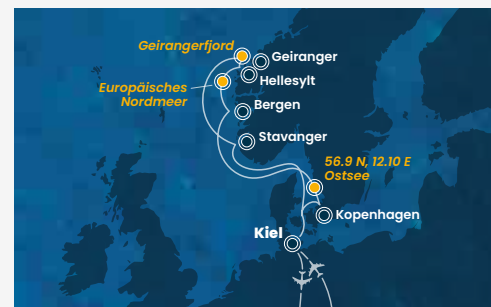 Geirangerfjord
Geiranger
Hellesylt
Europäisches
Nordmeer
Bergen
Stavanger
56.9 N, 12.10 E
Ostsee
Kopenhagen
Kiel